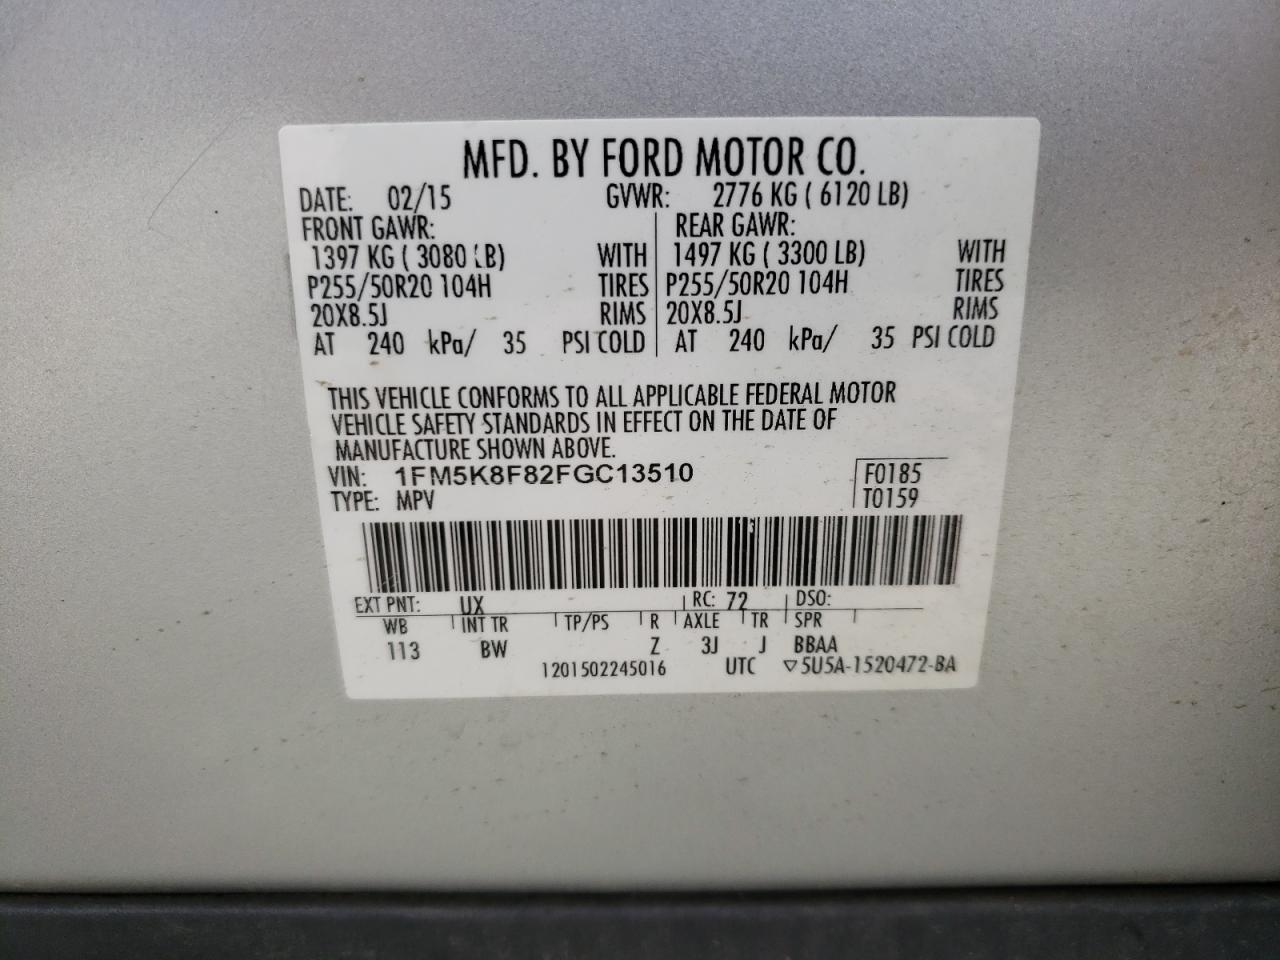 MFD. BY FORD MOTOR CO.
DATE: 02/15 GVWR: 2776 KG ( 6120 LB)
FRONT GAWR: REAR GAWR:
1397 KG ( 3080 LB) WITH 1497 KG ( 3300 LB) WITH
P255/50R20 104H TIRES P255/50R20 104H TIRES
20X8.5J RIMS 20X8.5J RIMS
AT 240 kPa/ 35 PSI COLD AT 240 kPa/ 35 PSI COLD
THIS VEHICLE CONFORMS TO ALL APPLICABLE FEDERAL MOTOR
VEHICLE SAFETY STANDARDS IN EFFECT ON THE DATE OF
MANUFACTURE SHOWN ABOVE.
VIN: 1FM5K8F82FGC13510 F0185
TYPE: MPV T0159
EXT PNT: UX RC: 72 DSO:
WB INT TR TP/PS R AXLE TR SPR
113 BW Z 3J J BBAA
1201502245016 UTC ▽5U5A-1520472-BA